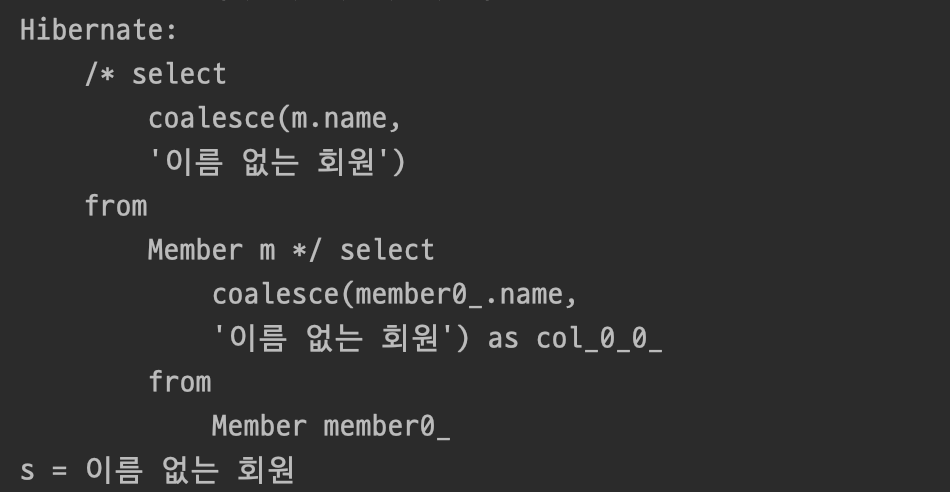 Hibernate:
    /* select
        coalesce(m.name,
        '이름 없는 회원')
    from
        Member m */ select
            coalesce(member0_.name,
            '이름 없는 회원') as col_0_0_
        from
            Member member0_
s = 이름 없는 회원